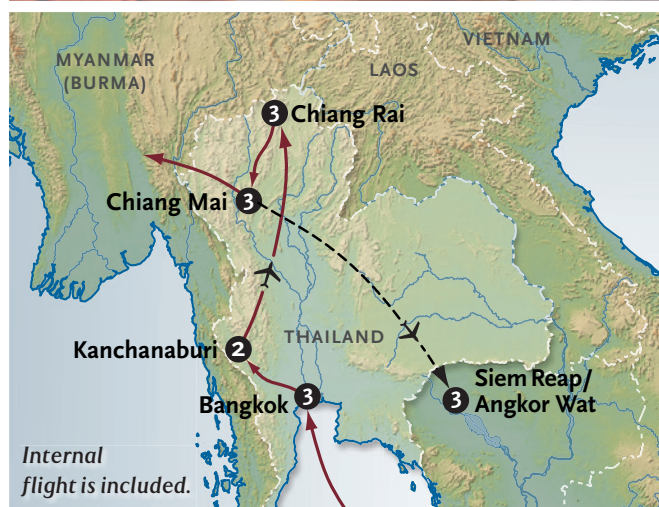 VIETNAM
MYANMAR
(BURMA)
LAOS
3 Chiang Rai
Chiang Mai 3
THAILAND
Kanchanaburi 2
Siem Reap/
3 Angkor Wat
Bangkok 3
Internal
flight is included.